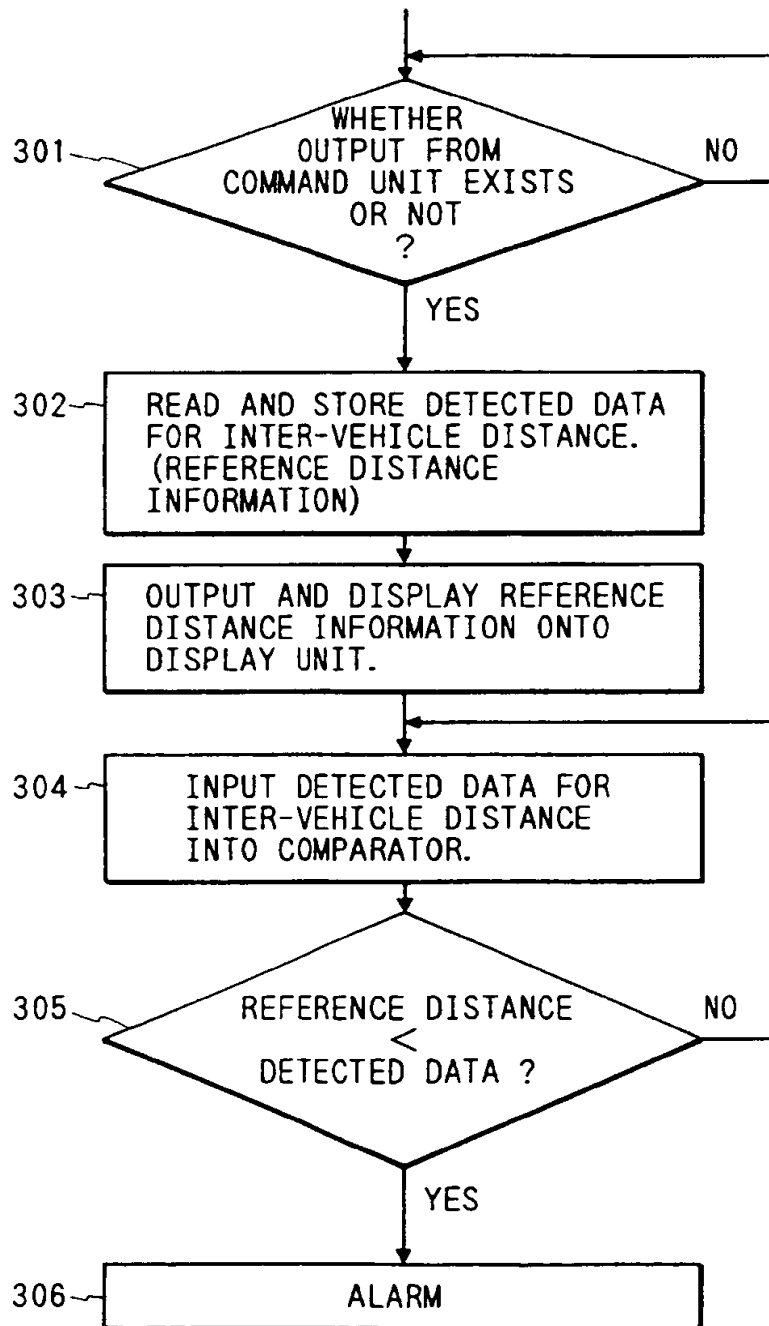 301
WHETHER
OUTPUT FROM
COMMAND UNIT EXISTS
OR NOT
?
NO
YES
302
READ AND STORE DETECTED DATA
FOR INTER-VEHICLE DISTANCE.
(REFERENCE DISTANCE
INFORMATION)
303
OUTPUT AND DISPLAY REFERENCE
DISTANCE INFORMATION ONTO
DISPLAY UNIT.
304
INPUT DETECTED DATA FOR
INTER-VEHICLE DISTANCE
INTO COMPARATOR.
305
REFERENCE DISTANCE
<
DETECTED DATA ?
NO
YES
306
ALARM